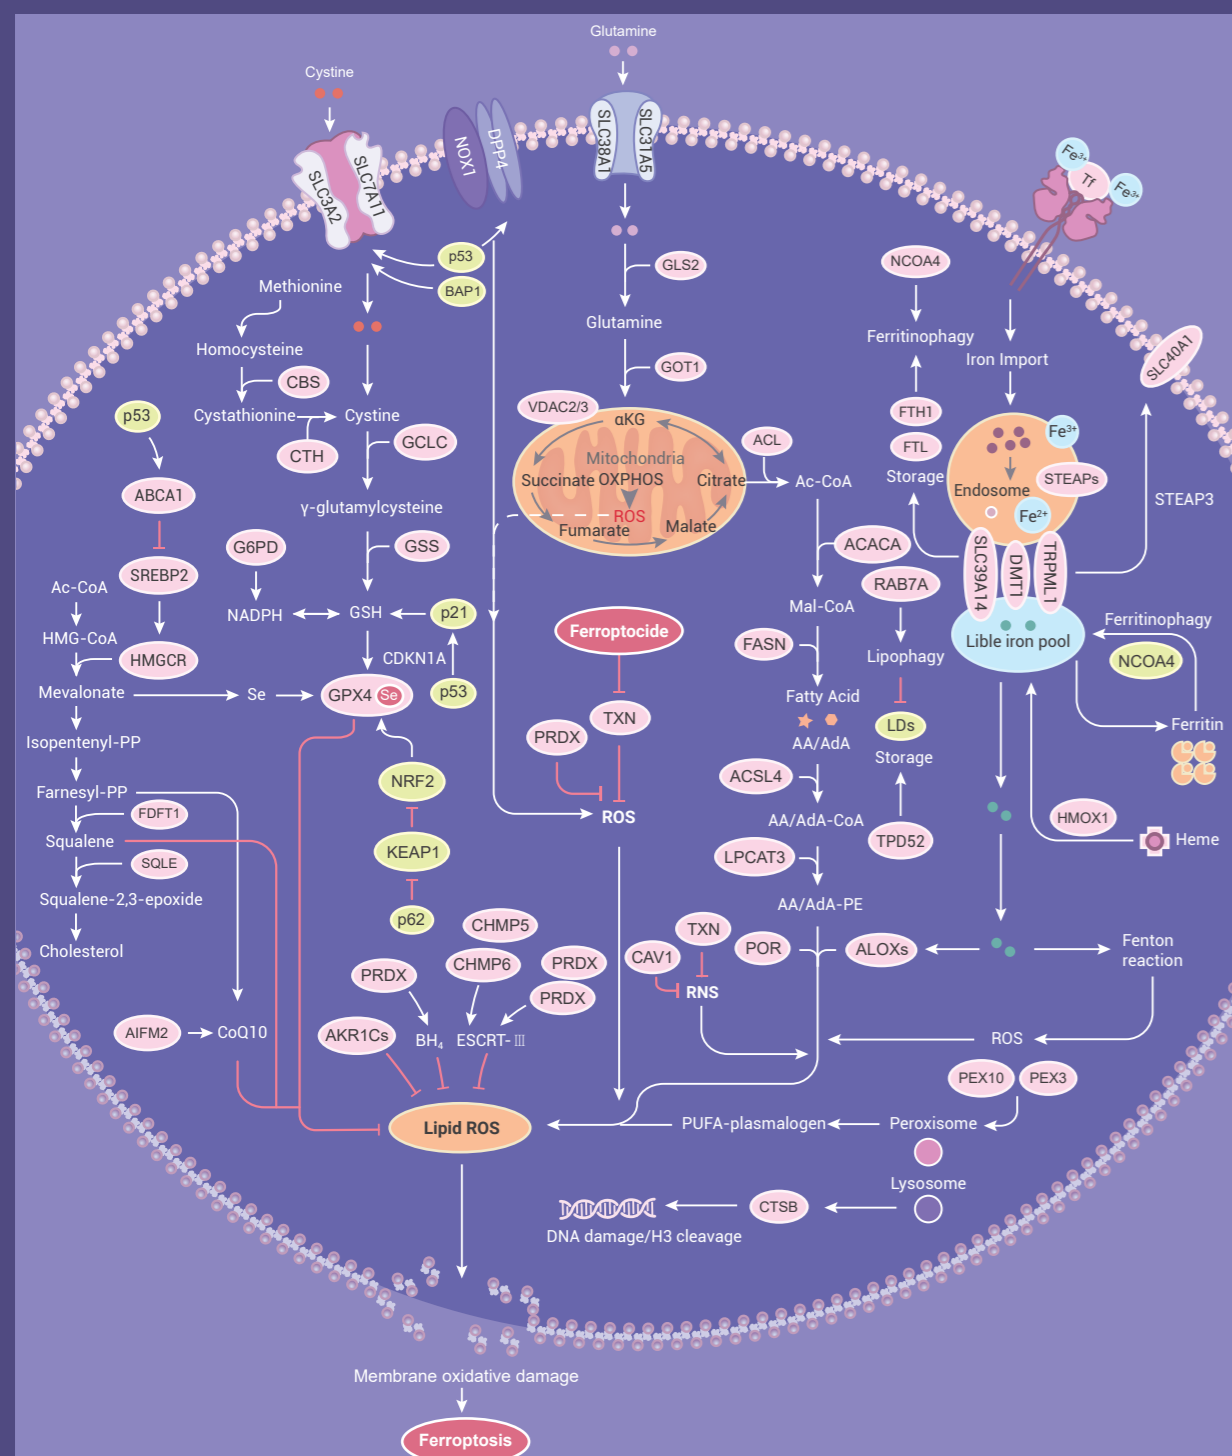 Glutamine
Cystine
SLC38A1
SLC31A5
NOX1
DPP4
SLC3A2
SLC7A11
Fe3+
Tf
Fe3+
p53
BAP1
GLS2
NCOA4
Methionine
Glutamine
Ferritinophagy
Homocysteine
Iron Import
SLC40A1
CBS
GOT1
p53
Cystathionine
Cystine
VDAC2/3
αKG
FTH1
CTH
GCLC
ACL
FTL
Fe3+
Mitochondria
Succinate
OXPHOS
Citrate
Ac-CoA
Storage
Endosome
STEAPs
ABCA1
STEAP3
γ-glutamylcysteine
ROS
Fe2+
Fumarate
Malate
G6PD
GSS
ACACA
SLC39A14
DMT1
TRPML1
SREBP2
RAB7A
Ac-CoA
NADPH
GSH
p21
Mal-CoA
Ferritinophagy
HMG-CoA
Ferroptocide
FASN
Lible iron pool
HMGCR
CDKN1A
Lipophagy
NCOA4
Mevalonate
Se
GPX4
Se
p53
Fatty Acid
TXN
LDs
Ferritin
Isopentenyl-PP
PRDX
AA/AdA
Storage
NRF2
ACSL4
Farnesyl-PP
FDFT1
ROS
AA/AdA-CoA
HMOX1
Squalene
TPD52
Heme
KEAP1
LPCAT3
SQLE
Squalene-2,3-epoxide
AA/AdA-PE
p62
CHMP5
TXN
Cholesterol
POR
ALOXs
Fenton
reaction
CAV1
PRDX
CHMP6
PRDX
RNS
PRDX
AIFM2
CoQ10
AKR1Cs
BH4
ESCRT-III
ROS
PEX10
PEX3
Lipid ROS
PUFA-plasmalogen
Peroxisome
Lysosome
CTSB
DNA damage/H3 cleavage
Membrane oxidative damage
Ferroptosis